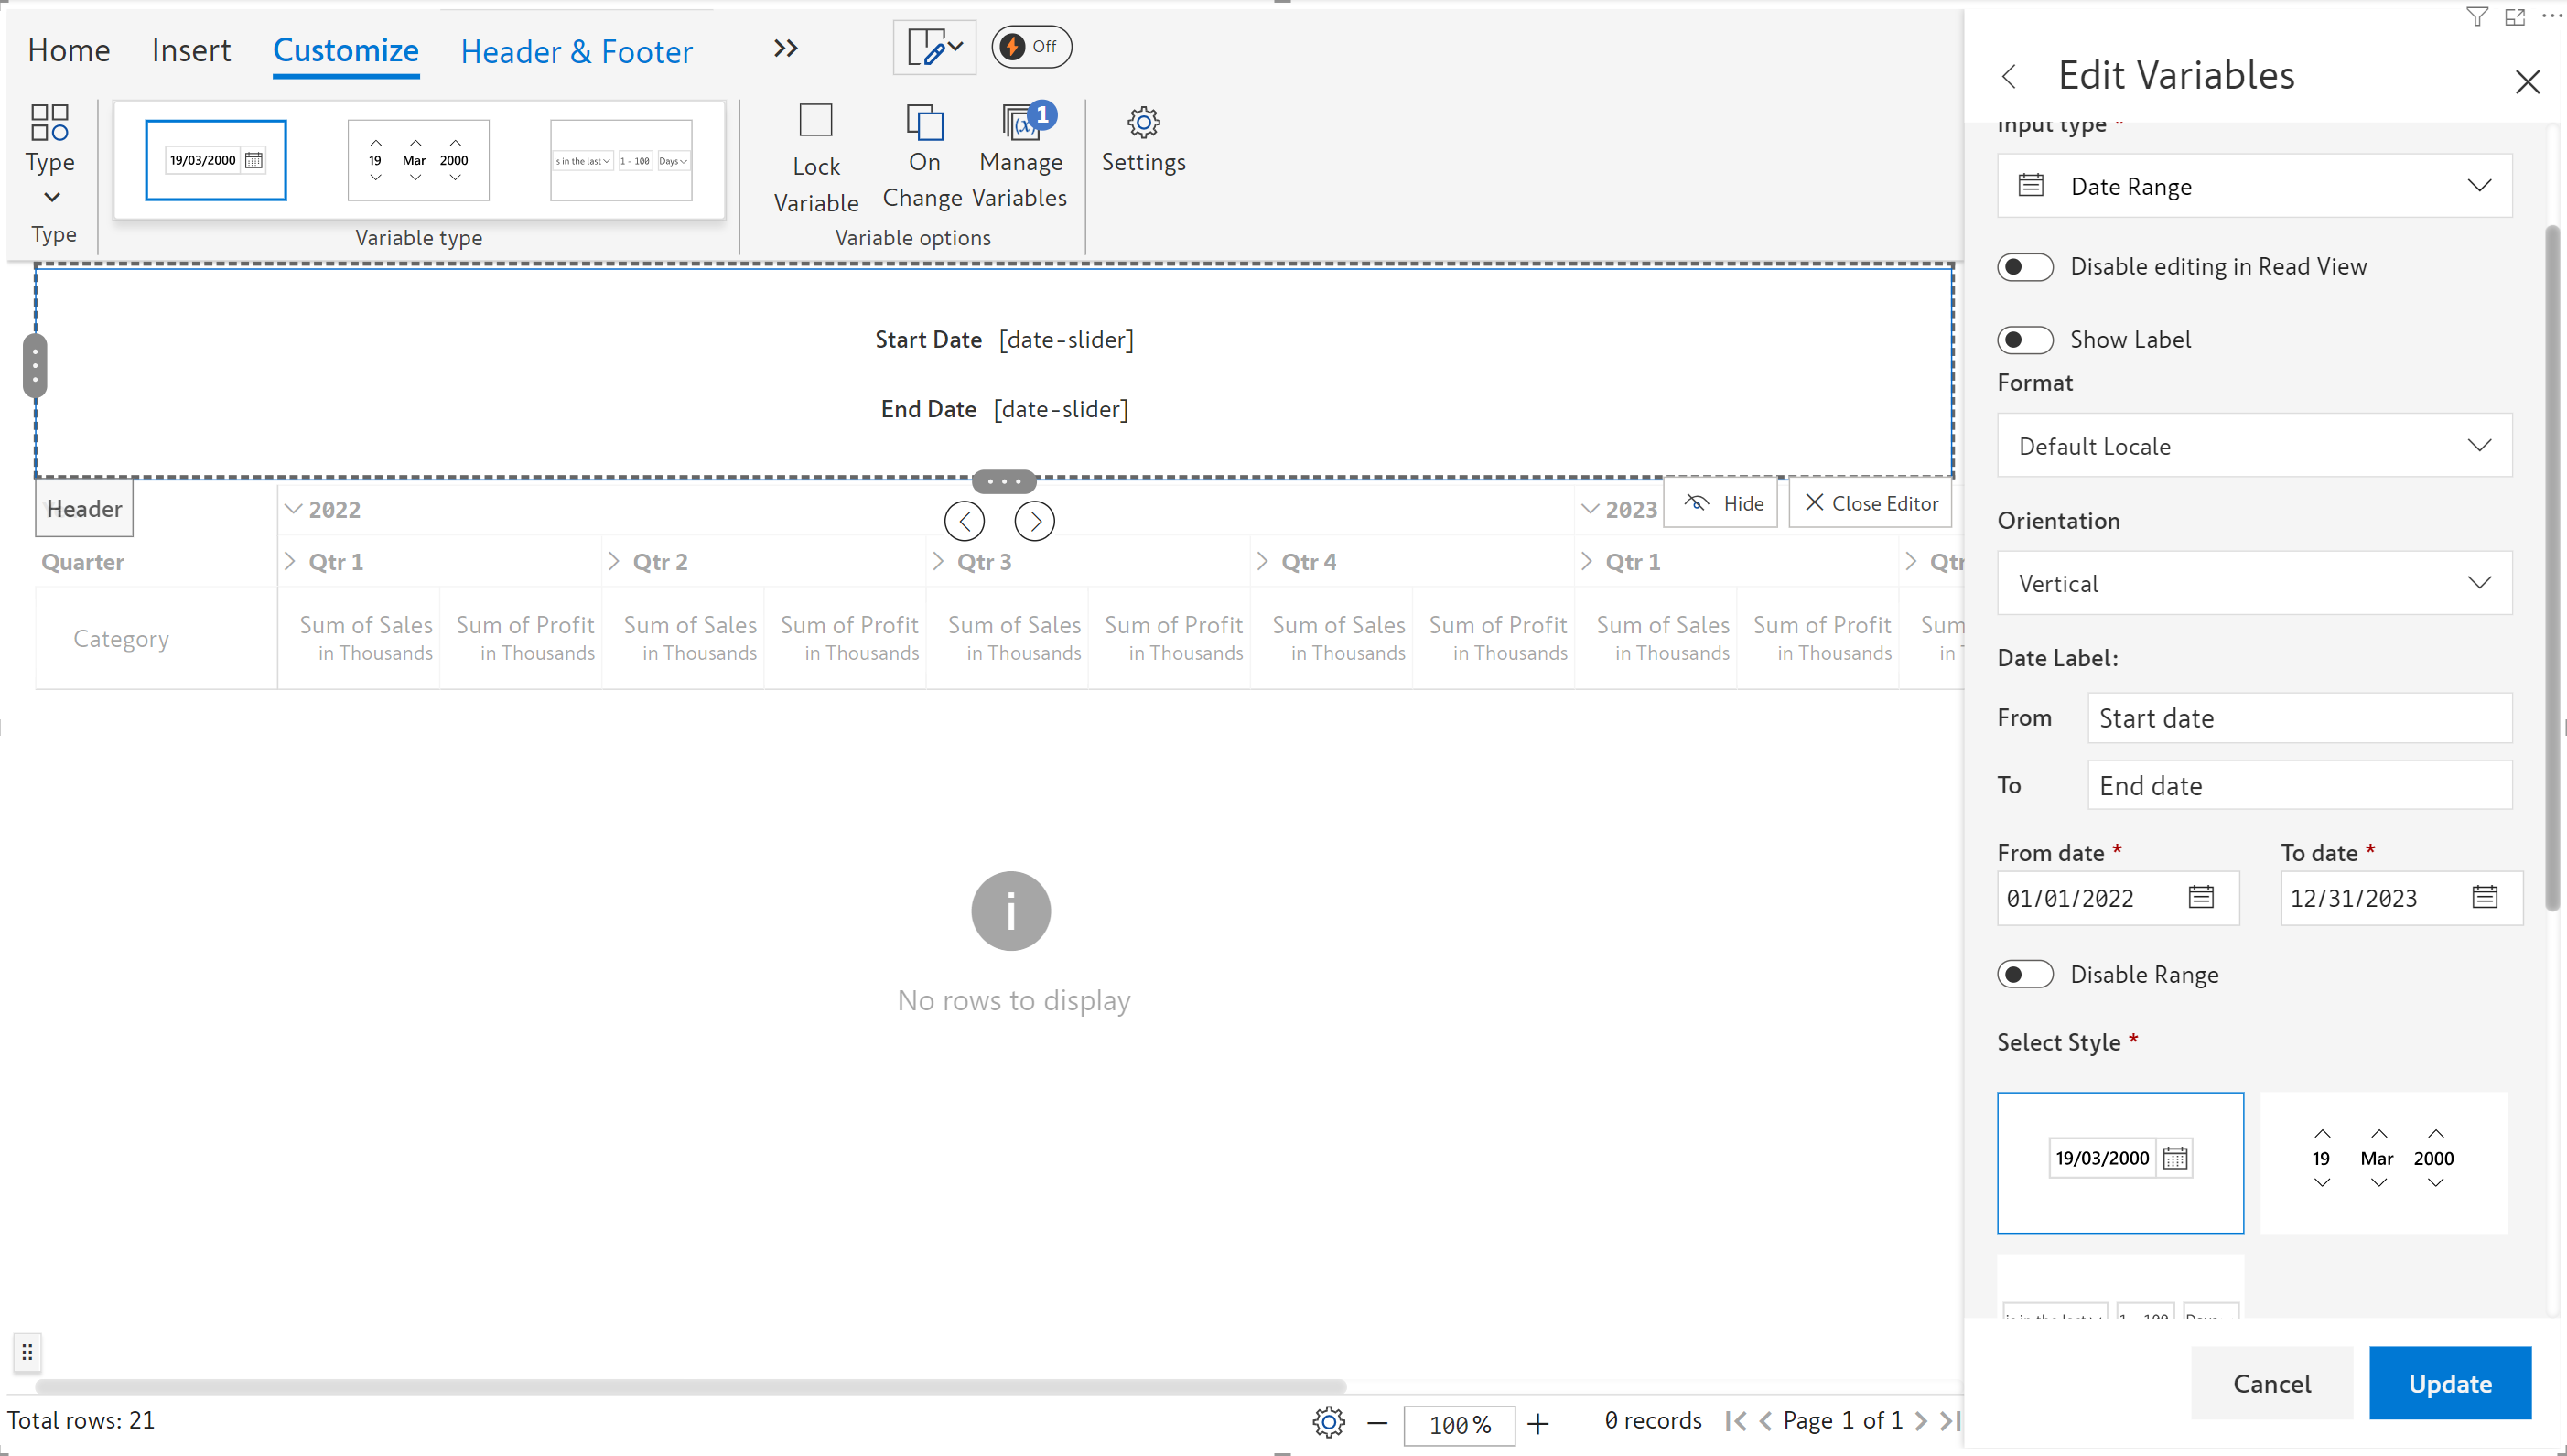 Home Insert Customize Header & Footer
Off
Type
Type
19/03/2000
19 Mar 2000
is in the last 1 - 100 Days
Variable type
Lock Variable
On Change
1
Manage Variables
Variable options
Settings
Start Date [date-slider]
End Date [date-slider]
Header
2022
2023
Hide
Close Editor
Quarter Qtr 1 Qtr 2 Qtr 3 Qtr 4 Qtr 1 Qtr
Category
Sum of Sales Sum of Profit Sum of Sales Sum of Profit Sum of Sales Sum of Profit Sum of Sales Sum of Profit Sum of Sales Sum of Profit Sum
in Thousands in Thousands in Thousands in Thousands in Thousands in Thousands in Thousands in Thousands in Thousands in Thousands in
No rows to display
Total rows: 21
100 %
0 records
Page 1 of 1
Edit Variables
Input type *
Date Range
Disable editing in Read View
Show Label
Format
Default Locale
Orientation
Vertical
Date Label:
From Start date
To End date
From date * To date *
01/01/2022 12/31/2023
Disable Range
Select Style *
19/03/2000
19 Mar 2000
Cancel Update